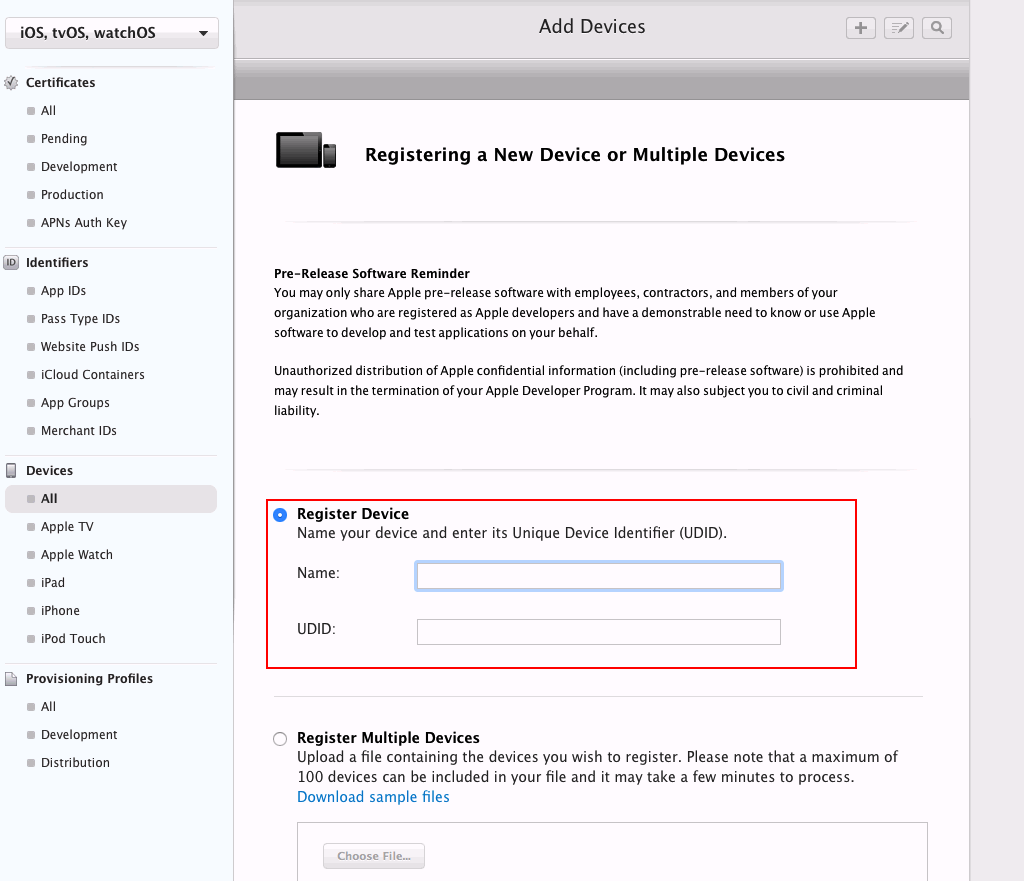 iOS, tvOS, watchOS
Certificates
All
Pending
Development
Production
APNs Auth Key
ID Identifiers
App IDs
Pass Type IDs
Website Push IDs
iCloud Containers
App Groups
Merchant IDs
Devices
All
Apple TV
Apple Watch
iPad
iPhone
iPod Touch
Provisioning Profiles
All
Development
Distribution
Add Devices
Registering a New Device or Multiple Devices
Pre-Release Software Reminder
You may only share Apple pre-release software with employees, contractors, and members of your
organization who are registered as Apple developers and have a demonstrable need to know or use Apple
software to develop and test applications on your behalf.
Unauthorized distribution of Apple confidential information (including pre-release software) is prohibited and
may result in the termination of your Apple Developer Program. It may also subject you to civil and criminal
liability.
Register Device
Name your device and enter its Unique Device Identifier (UDID).
Name:
UDID:
Register Multiple Devices
Upload a file containing the devices you wish to register. Please note that a maximum of
100 devices can be included in your file and it may take a few minutes to process.
Download sample files
Choose File...